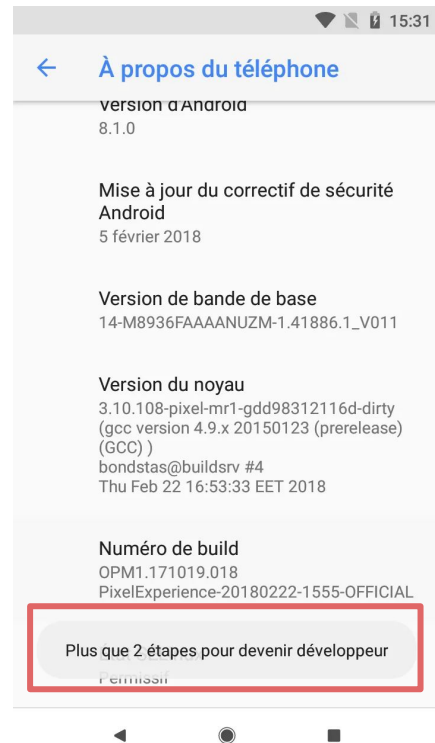 15:31
À propos du téléphone
Version d'Android
8.1.0
Mise à jour du correctif de sécurité
Android
5 février 2018
Version de bande de base
14-M8936FAAAANUZM-1.41886.1_V011
Version du noyau
3.10.108-pixel-mr1-gdd98312116d-dirty
(gcc version 4.9.x 20150123 (prerelease)
(GCC) )
bondstas@buildsrv #4
Thu Feb 22 16:53:33 EET 2018
Numéro de build
OPM1.171019.018
PixelExperience-20180222-1555-OFFICIAL
Plus que 2 étapes pour devenir développeur
Permissif